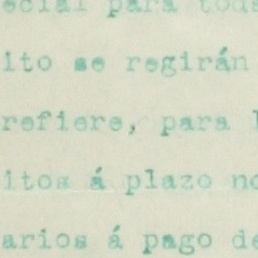 ecial para toda
ito se regirán
refiere, para l
itos á plazo no
arios á pago de